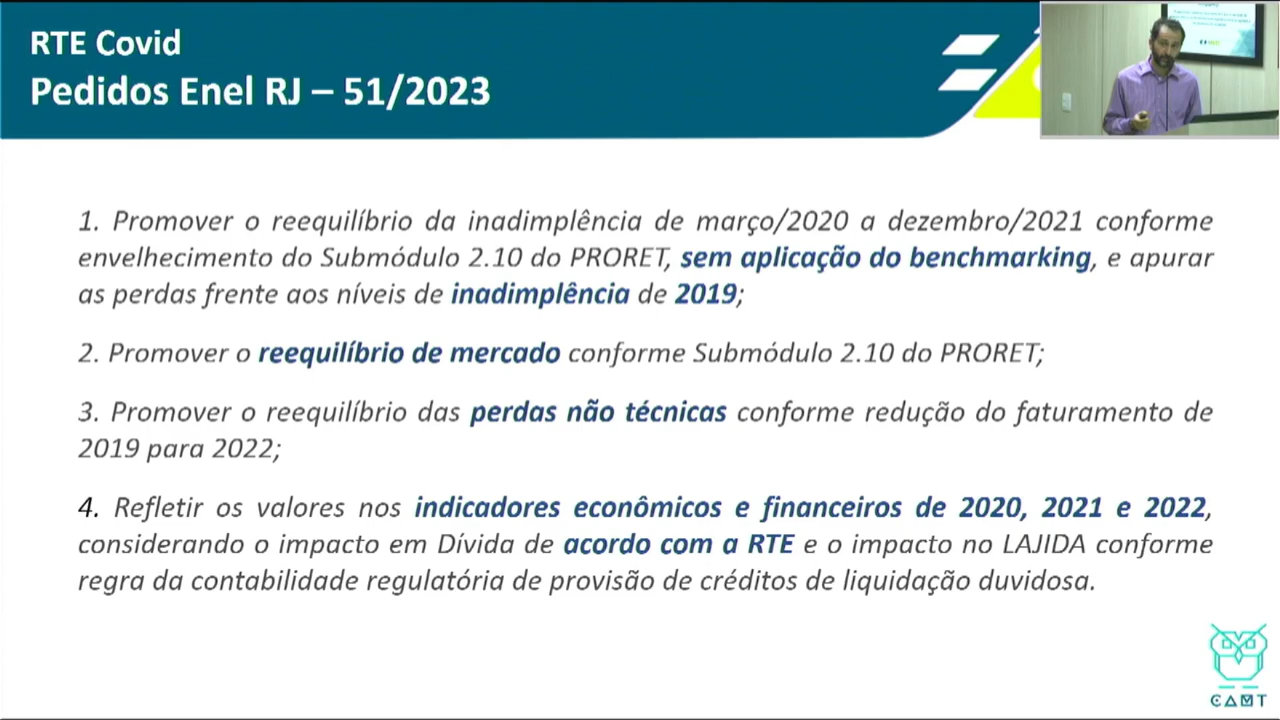 RTE Covid
Pedidos Enel RJ – 51/2023
1. Promover o reequilíbrio da inadimplência de março/2020 a dezembro/2021 conforme
envelhecimento do Submódulo 2.10 do PRORET, sem aplicação do benchmarking, e apurar
as perdas frente aos níveis de inadimplência de 2019;
2. Promover o reequilíbrio de mercado conforme Submódulo 2.10 do PRORET;
3. Promover o reequilíbrio das perdas não técnicas conforme redução do faturamento de
2019 para 2022;
4. Refletir os valores nos indicadores econômicos e financeiros de 2020, 2021 e 2022,
considerando o impacto em Dívida de acordo com a RTE e o impacto no LAJIDA conforme
regra da contabilidade regulatória de provisão de créditos de liquidação duvidosa.
CAMT